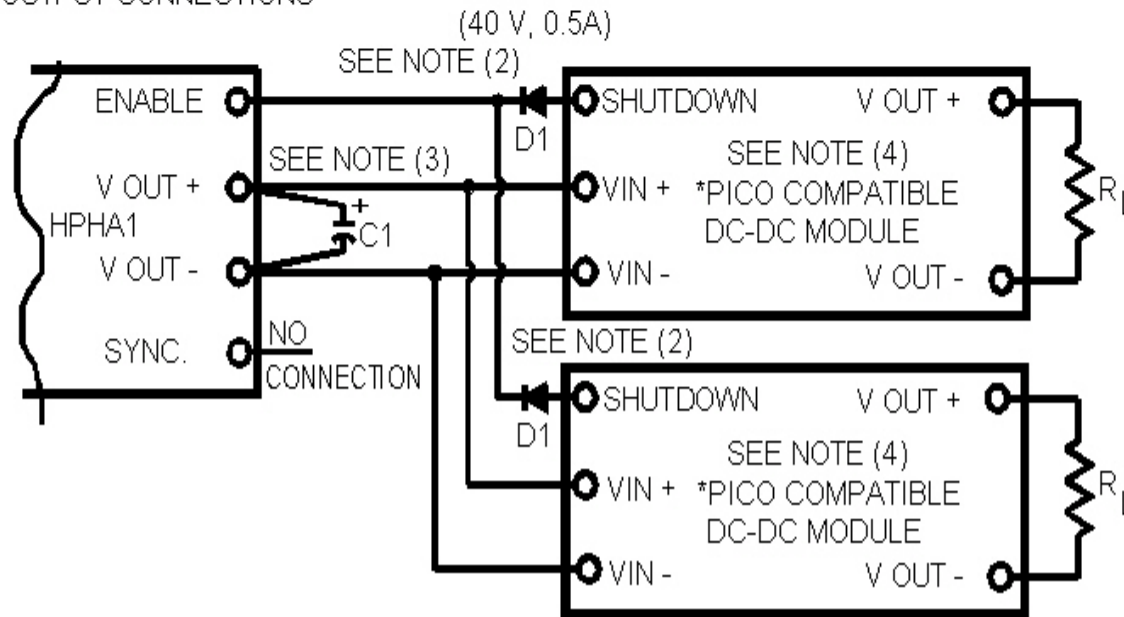 OUTPUT CONNECTIONS
(40 V, 0.5A)
SEE NOTE (2)
ENABLE
D1
SHUTDOWN
V OUT +
SEE NOTE (3)
V OUT +
+
C1
HPHA1
V OUT -
VIN +
SEE NOTE (4)
*PICO COMPATIBLE
DC-DC MODULE
VIN -
V OUT -
R
SYNC.
NO
CONNECTION
SEE NOTE (2)
D1
SHUTDOWN
V OUT +
SEE NOTE (4)
VIN +
*PICO COMPATIBLE
DC-DC MODULE
VIN -
V OUT -
R